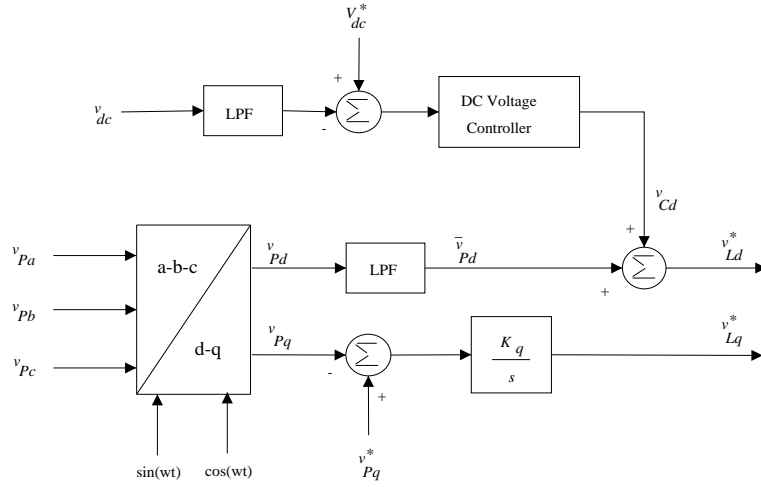 V*dc
+
vdc
LPF
-
Σ
DC Voltage
Controller
vCd
vPa
vPb
vPc
a-b-c
d-q
vPd
LPF
v̄Pd
+
+
Σ
v*Ld
vPq
-
Σ
+
Kq
s
v*Lq
sin(wt)
cos(wt)
v*Pq